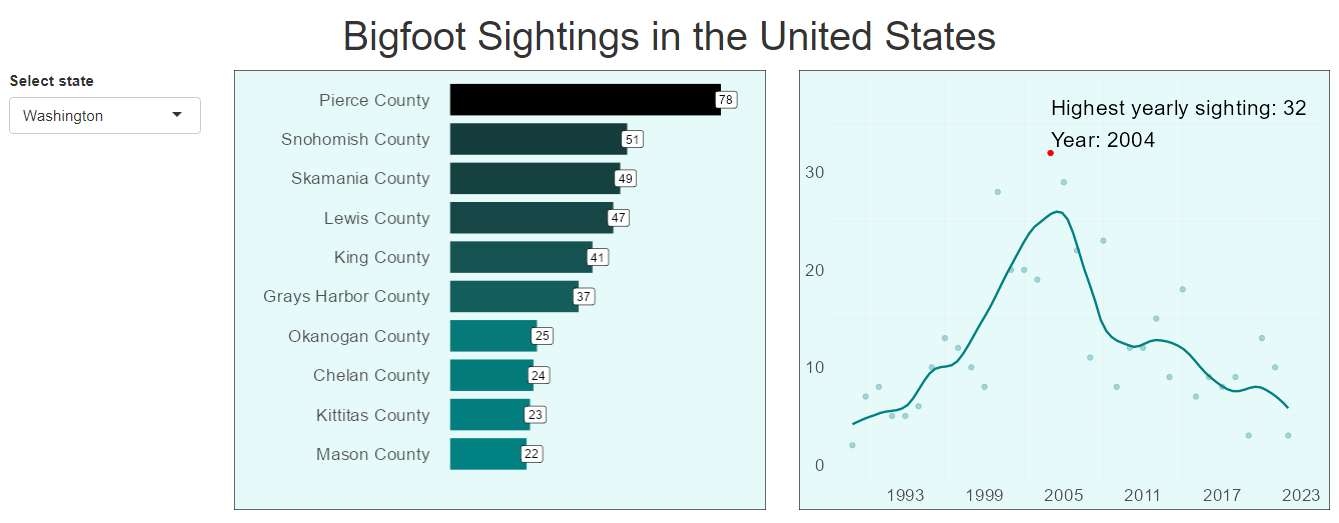 Bigfoot Sightings in the United States
Select state
Washington
Pierce County 78
Snohomish County 51
Skamania County 49
Lewis County 47
King County 41
Grays Harbor County 37
Okanogan County 25
Chelan County 24
Kittitas County 23
Mason County 22
Highest yearly sighting: 32
Year: 2004
30
20
10
0
1993 1999 2005 2011 2017 2023